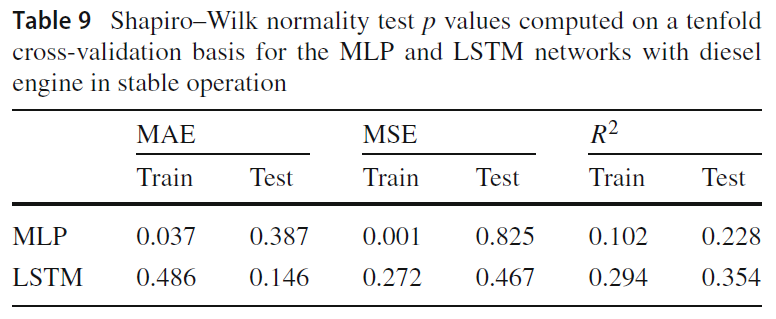 Table 9 Shapiro–Wilk normality test p values computed on a tenfold
cross-validation basis for the MLP and LSTM networks with diesel
engine in stable operation
MAE MSE R²
Train Test Train Test Train Test
MLP 0.037 0.387 0.001 0.825 0.102 0.228
LSTM 0.486 0.146 0.272 0.467 0.294 0.354